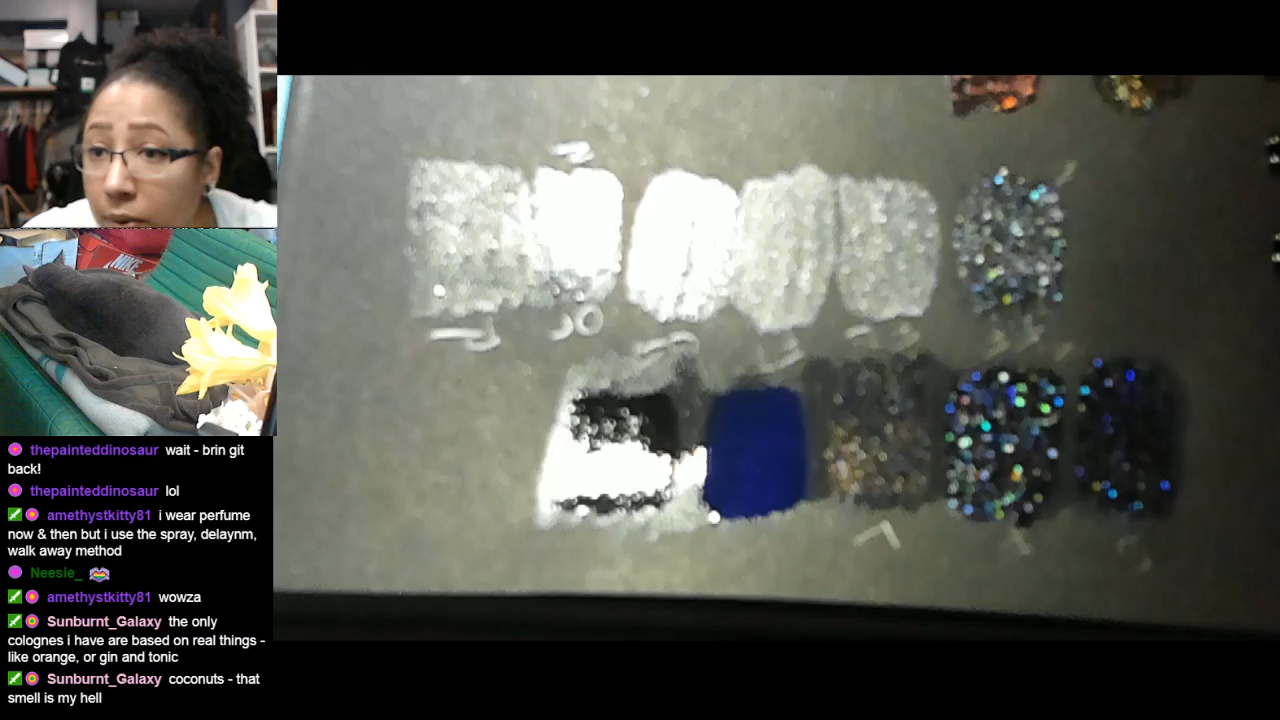 NIKE
thepainteddinosaur wait - brin git
back!
thepainteddinosaur lol
amethystkitty81 i wear perfume
now & then but i use the spray, delaynm,
walk away method
Neesie_
amethystkitty81 wowza
Sunburnt_Galaxy the only
colognes i have are based on real things -
like orange, or gin and tonic
Sunburnt_Galaxy coconuts - that
smell is my hell